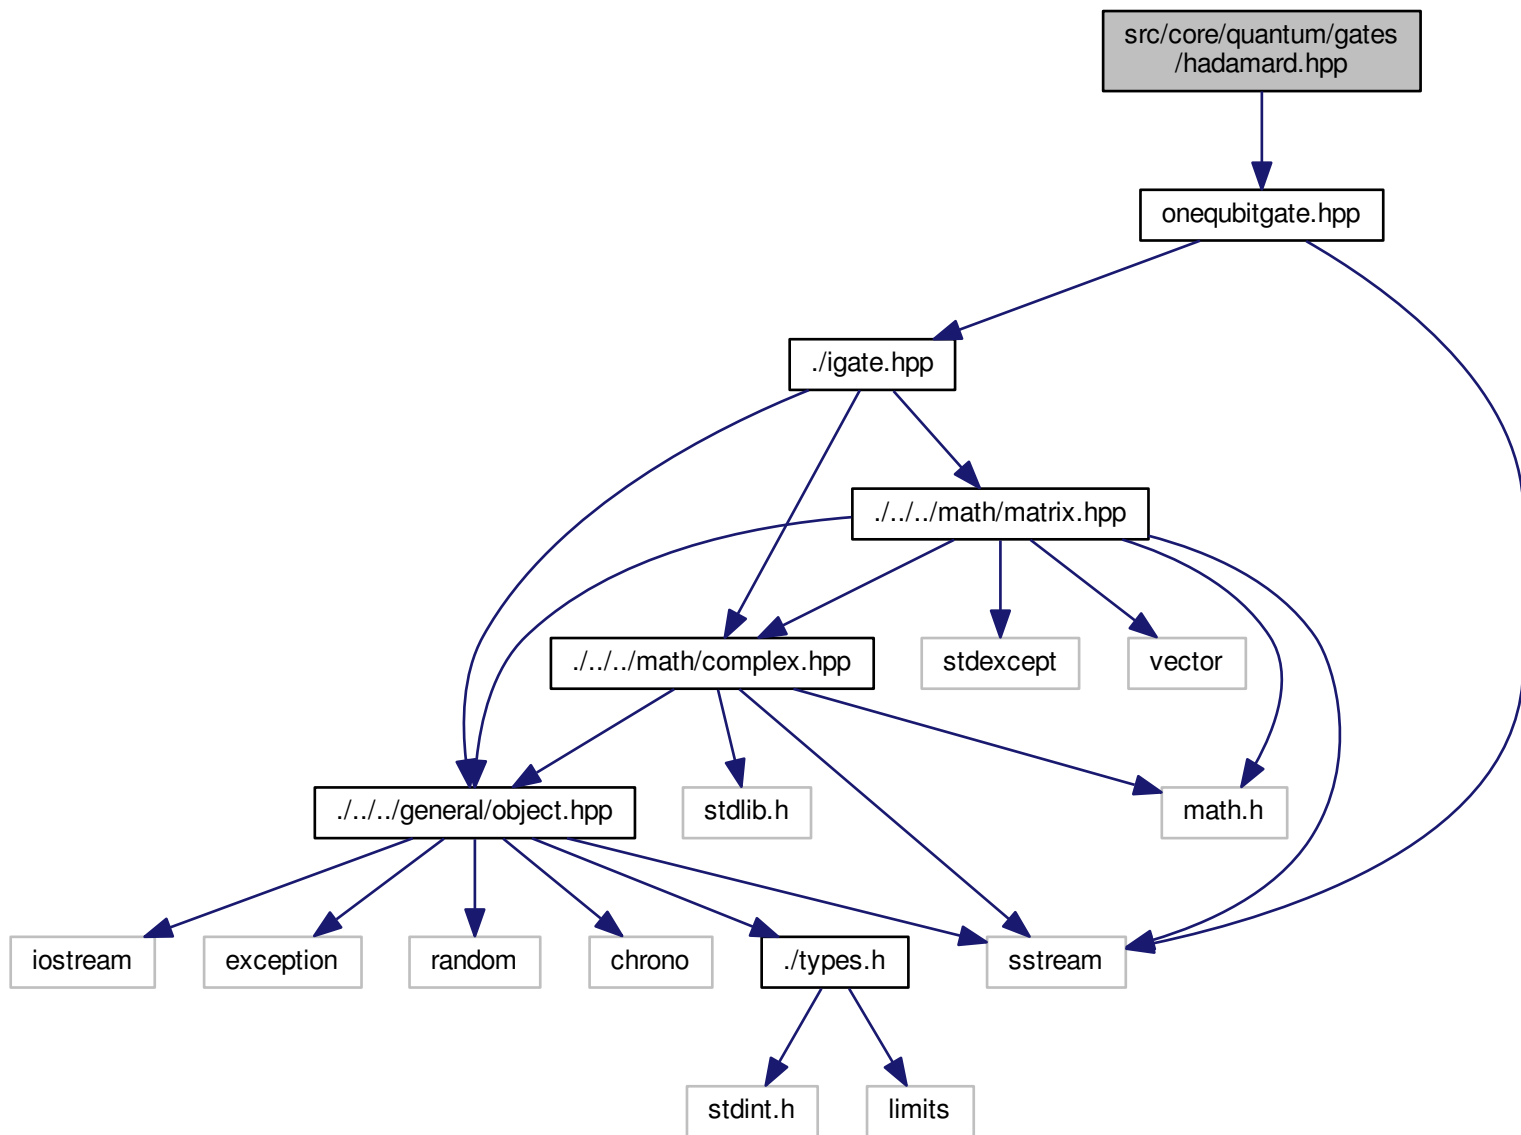 src/core/quantum/gates
/hadamard.hpp
onequbitgate.hpp
./igate.hpp
./../../math/matrix.hpp
./../../math/complex.hpp
stdexcept
vector
./../../general/object.hpp
stdlib.h
math.h
iostream
exception
random
chrono
./types.h
sstream
stdint.h
limits